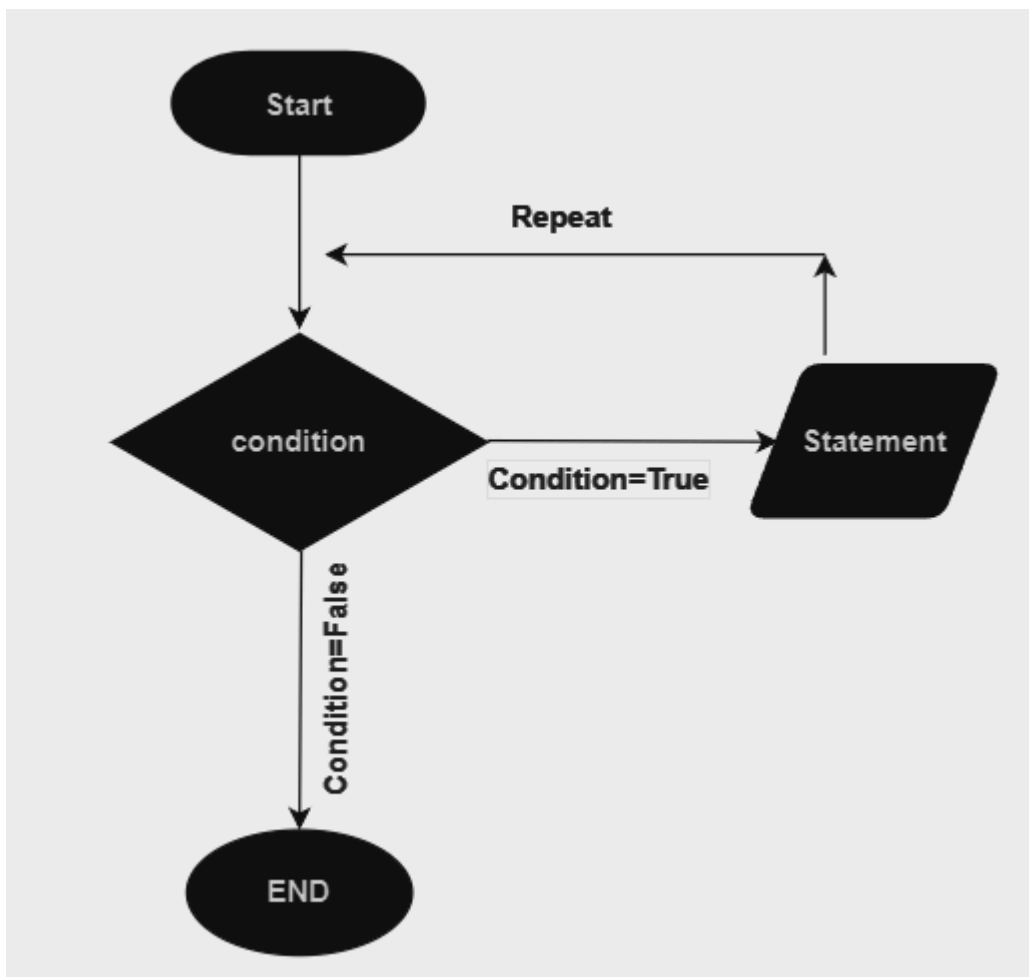 Start
Repeat
condition
Condition=True
Statement
Condition=False
END